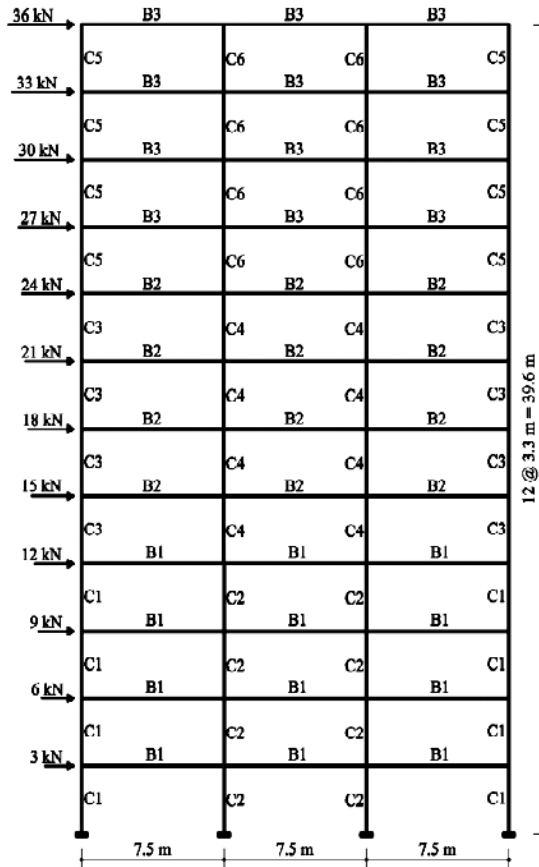 36 kN B3 B3 B3
C5 C6 C6 C5
33 kN B3 B3 B3
C5 C6 C6 C5
30 kN B3 B3 B3
C5 C6 C6 C5
27 kN B3 B3 B3
C5 C6 C6 C5
24 kN B2 B2 B2
C3 C4 C4 C3
21 kN B2 B2 B2
C3 C4 C4 C3
18 kN B2 B2 B2
C3 C4 C4 C3
15 kN B2 B2 B2
C3 C4 C4 C3
12 kN B1 B1 B1
C1 C2 C2 C1
9 kN B1 B1 B1
C1 C2 C2 C1
6 kN B1 B1 B1
C1 C2 C2 C1
3 kN B1 B1 B1
C1 C2 C2 C1
7.5 m 7.5 m 7.5 m
12 @ 3.3 m = 39.6 m